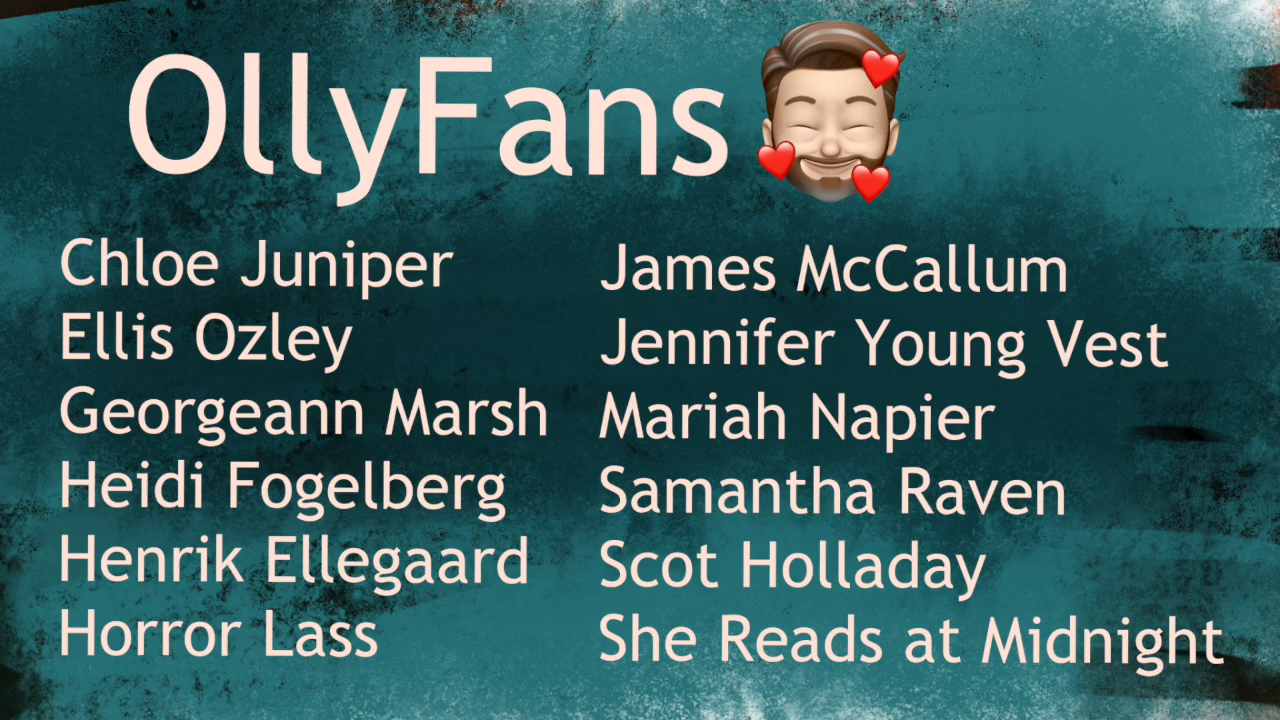 OllyFans
Chloe Juniper
Ellis Ozley
Georgeann Marsh
Heidi Fogelberg
Henrik Ellegaard
Horror Lass
James McCallum
Jennifer Young Vest
Mariah Napier
Samantha Raven
Scot Holladay
She Reads at Midnight